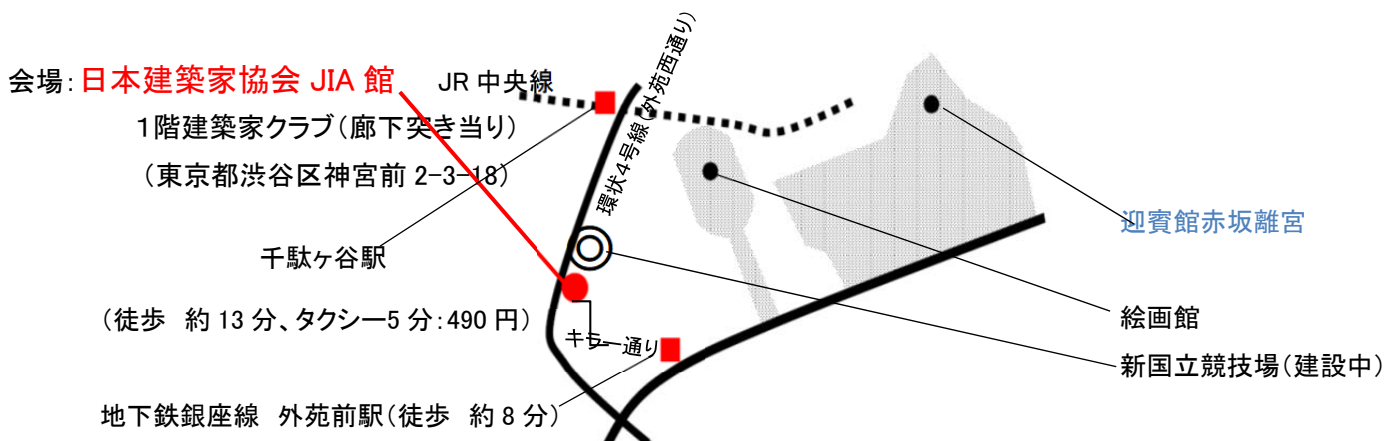 会場：日本建築家協会 JIA 館
JR 中央線
1階建築家クラブ（廊下突き当り）
（東京都渋谷区神宮前 2-3-18）
環状4号線（外苑西通り）
千駄ヶ谷駅
（徒歩　約 13 分、タクシー5 分：490 円）
キラー通り
地下鉄銀座線　外苑前駅（徒歩　約 8 分）
迎賓館赤坂離宮
絵画館
新国立競技場（建設中）